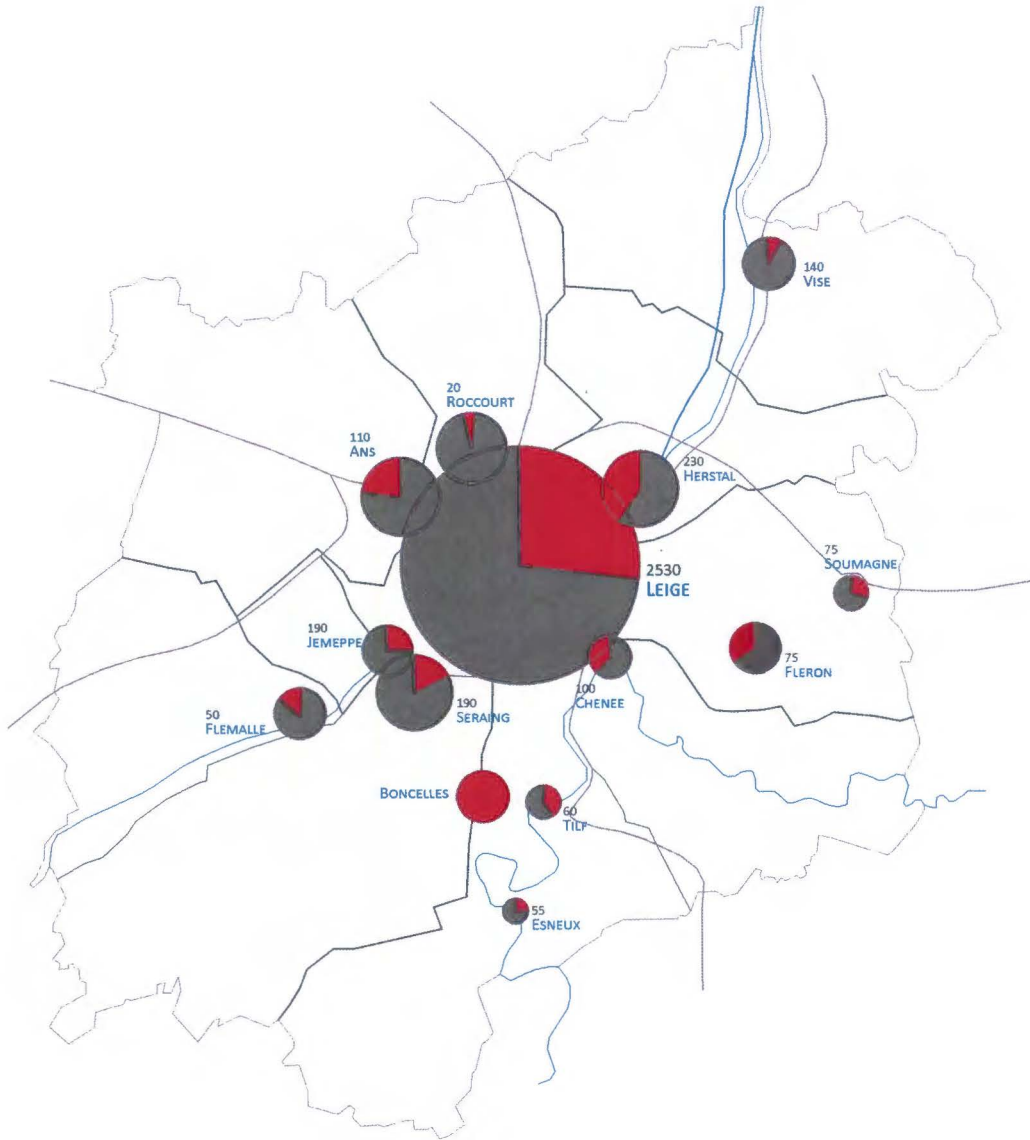 140
VISE
20
ROCCOURT
110
ANS
230
HERSTAL
75
SOUMAGNE
2530
LEIGE
190
JEMEPPE
75
FLERON
100
CHENEE
190
SERAING
50
FLEMALLE
BONCELLES
60
TILF
55
ESNEUX